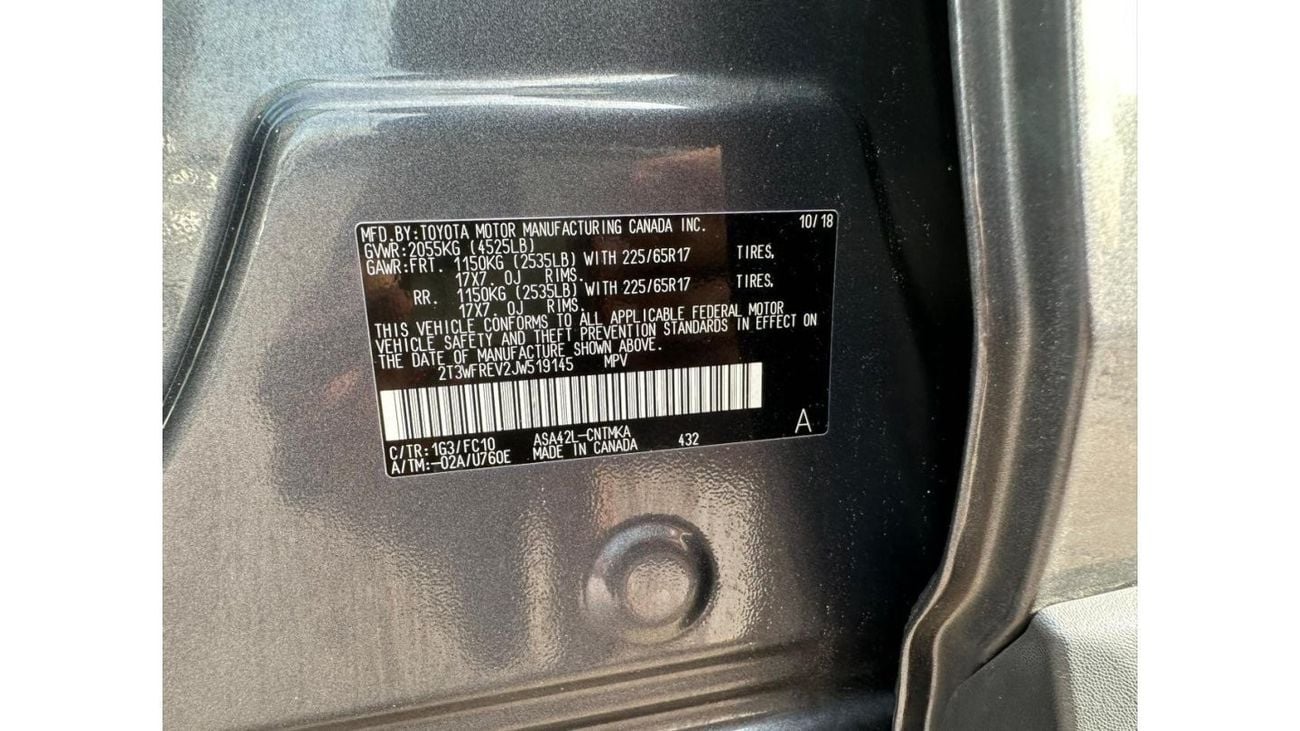 MFD.BY:TOYOTA MOTOR MANUFACTURING CANADA INC. 10/18
GVWR:2055KG (4525LB)
GAWR:FRT. 1150KG (2535LB) WITH 225/65R17 TIRES,
17X7.0J RIMS.
RR. 1150KG (2535LB) WITH 225/65R17 TIRES,
17X7.0J RIMS.
THIS VEHICLE CONFORMS TO ALL APPLICABLE FEDERAL MOTOR
VEHICLE SAFETY AND THEFT PREVENTION STANDARDS IN EFFECT ON
THE DATE OF MANUFACTURE SHOWN ABOVE.
2T3WFREV2JW519145 MPV
C/TR:1G3/FC10 ASA42L-CNTMKA 432 A
A/TM:-02A/U760E MADE IN CANADA